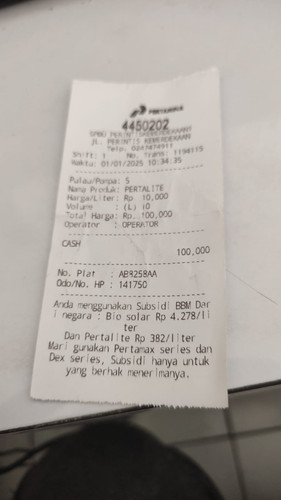 PERTAMINA
4450202
SPBU PERINTISKEMERDEKAAN
JL. PERINTIS KEMERDEKAAN
Shift: 1 No. Trans: 1194119
Waktu: 01/01/2025 10:34:35
Pulau/Pompa: 5
Nama Produk: PERTALITE
Harga/Liter: Rp. 10,000
Volume : (L) 10
Total Harga: Rp. 100,000
Operator : OPERATOR
CASH
100,000
No. Plat : AB8258AA
Odo/No. HP : 141750
Anda menggunakan Subsidi BBM Dar
i negara : Bio solar Rp 4.278/li
ter
Dan Pertalite Rp 382/liter
Mari gunakan Pertamax series dan
Dex series, Subsidi hanya untuk
yang berhak menerimanya.